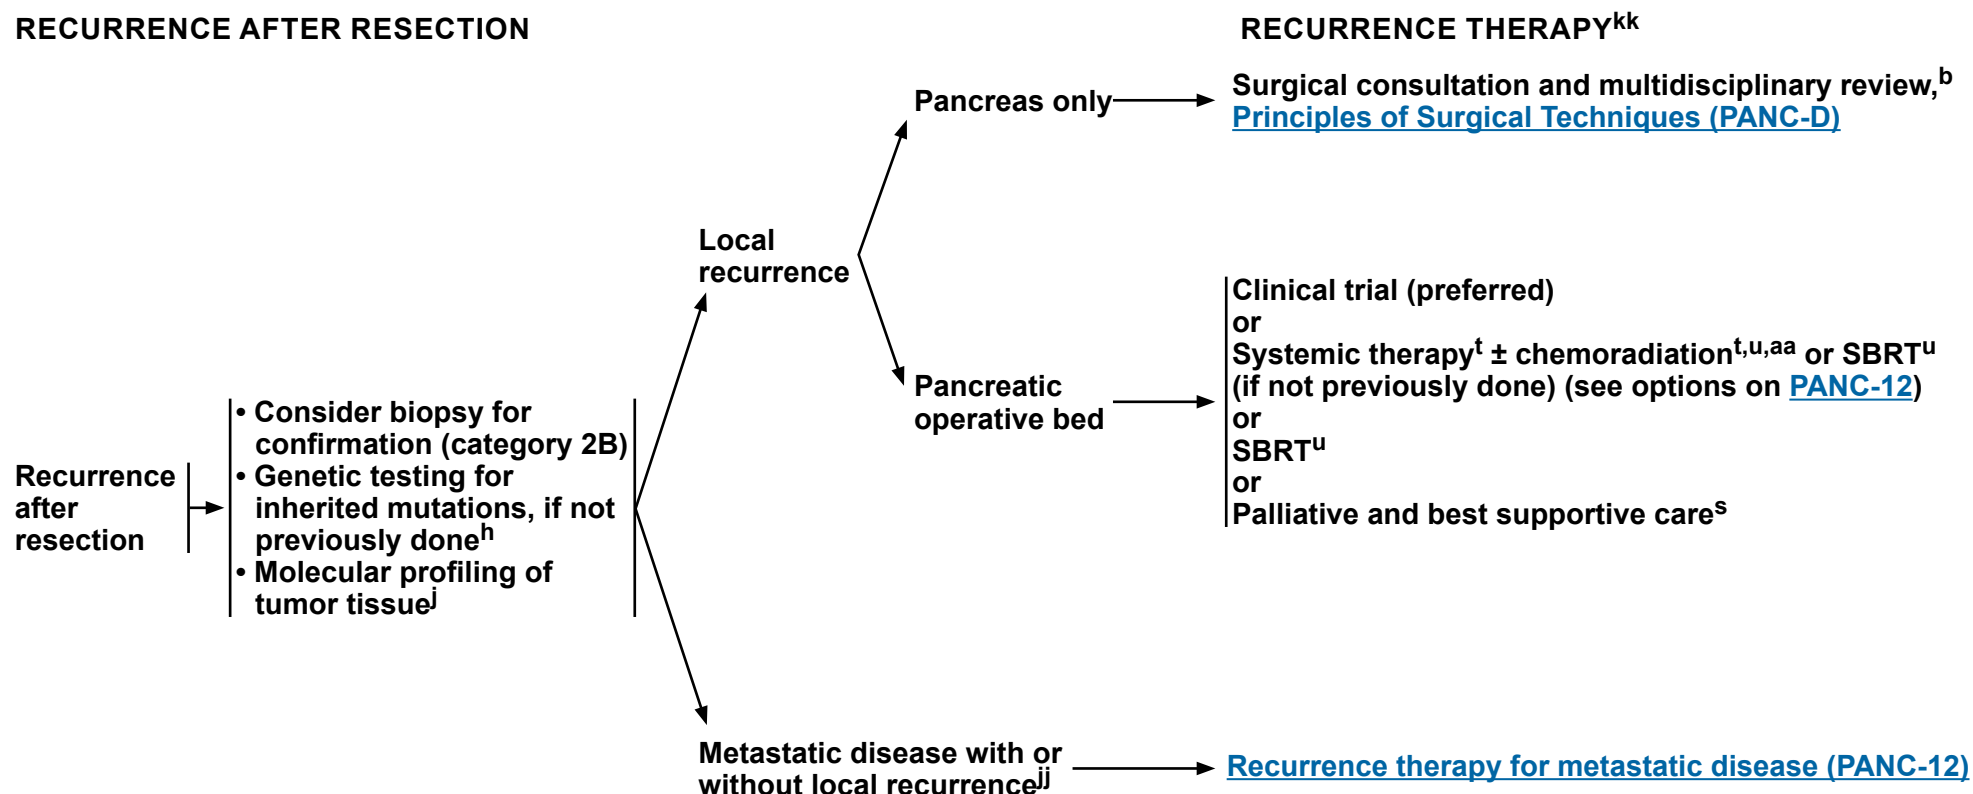 RECURRENCE AFTER RESECTION
RECURRENCE THERAPYkk
Recurrence
after
resection
• Consider biopsy for
confirmation (category 2B)
• Genetic testing for
inherited mutations, if not
previously doneh
• Molecular profiling of
tumor tissuej
Local
recurrence
Pancreas only
Surgical consultation and multidisciplinary review,b
Principles of Surgical Techniques (PANC-D)
Pancreatic
operative bed
Clinical trial (preferred)
or
Systemic therapyt ± chemoradiationt,u,aa or SBRTu
(if not previously done) (see options on PANC-12)
or
SBRTu
or
Palliative and best supportive cares
Metastatic disease with or
without local recurrencejj
Recurrence therapy for metastatic disease (PANC-12)